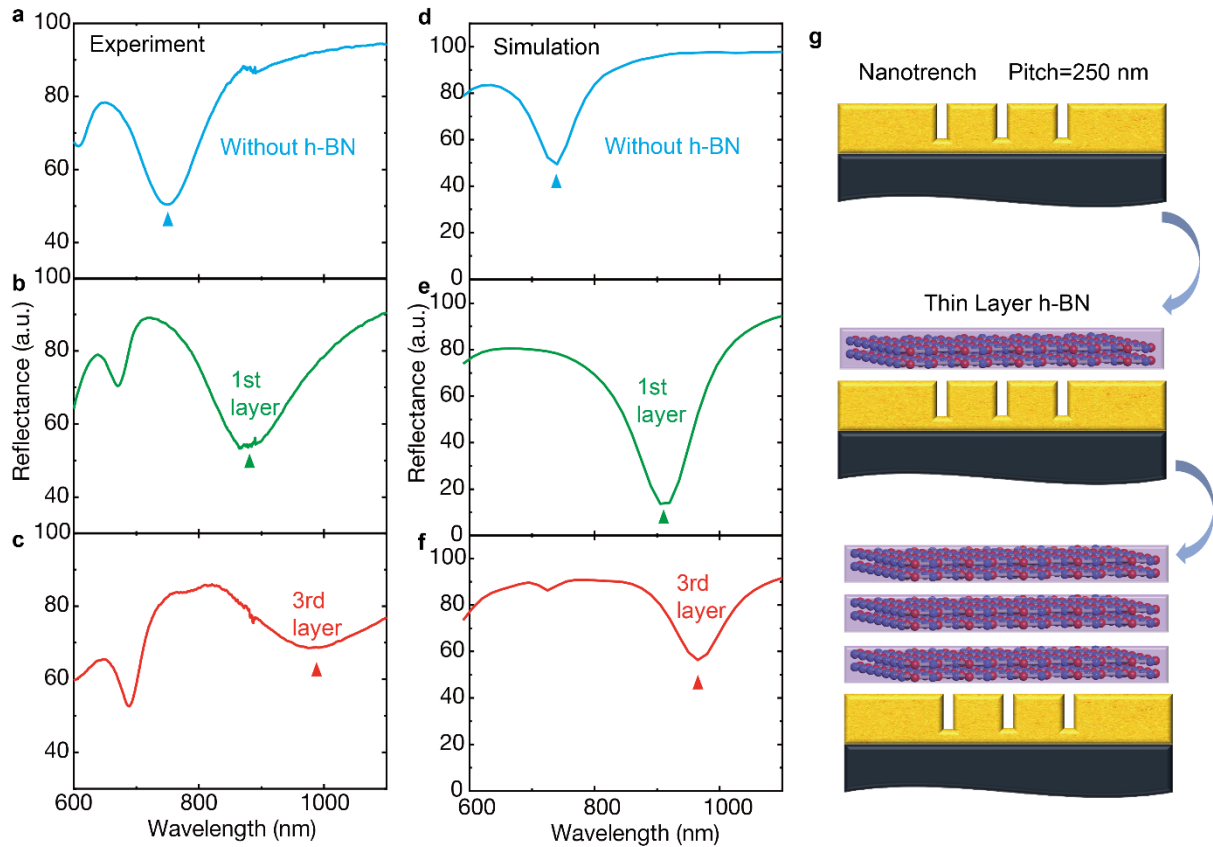 a
Experiment
100
80
60
40
Without h-BN
b
100
80
60
40
1st
layer
c
100
80
60
40
3rd
layer
600
800
1000
Wavelength (nm)
Reflectance (a.u.)
d
Simulation
100
80
60
40
20
0
Without h-BN
e
100
80
60
40
20
0
1st
layer
f
100
80
60
40
20
0
3rd
layer
600
800
1000
Wavelength (nm)
Reflectance (a.u.)
g
Nanotrench Pitch=250 nm
Thin Layer h-BN